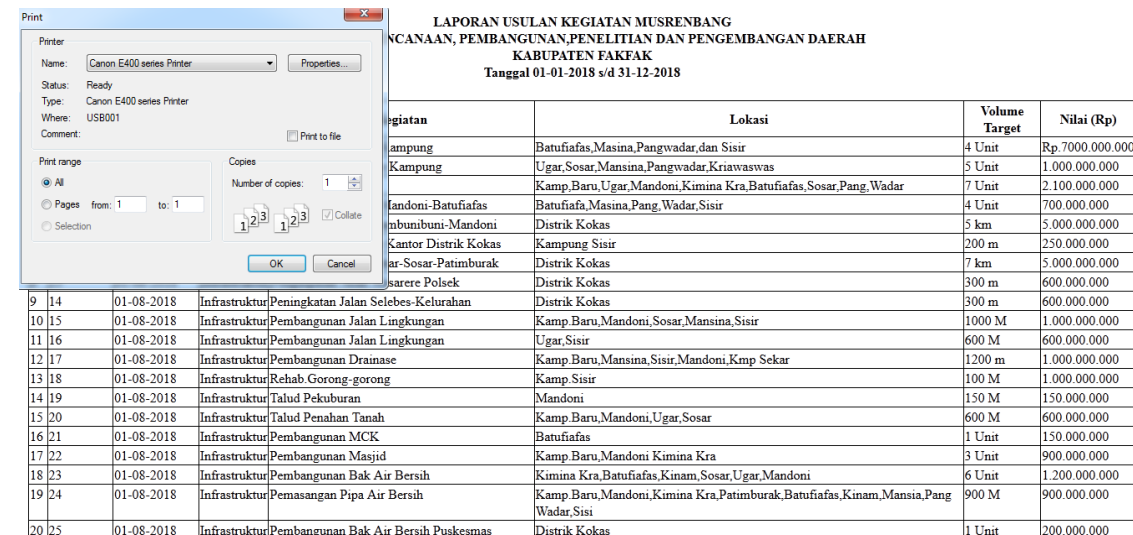 Print
Printer
Name: Canon E400 series Printer Properties...
Status: Ready
Type: Canon E400 series Printer
Where: USB001
Comment:
Print to file
Print range
All
Pages from: 1 to: 1
Selection
Copies
Number of copies: 1
1 2 3 1 2 3 Collate
OK Cancel
LAPORAN USULAN KEGIATAN MUSRENBANG
NCANAAN, PEMBANGUNAN,PENELITIAN DAN PENGEMBANGAN DAERAH
KABUPATEN FAKFAK
Tanggal 01-01-2018 s/d 31-12-2018
egiatan Lokasi Volume Target Nilai (Rp)
ampung Batufiafas,Masina,Pangwadar,dan Sisir 4 Unit Rp.7000.000.000
Kampung Ugar,Sosar,Mansina,Pangwadar,Kriawaswas 5 Unit 1.000.000.000
Kamp,Baru,Ugar,Mandoni,Kimina Kra,Batufiafas,Sosar,Pang,Wadar 7 Unit 2.100.000.000
Mandoni-Batufiafas Batufiafa,Masina,Pang,Wadar,Sisir 4 Unit 700.000.000
mbunibuni-Mandoni Distrik Kokas 5 km 5.000.000.000
Kantor Distrik Kokas Kampung Sisir 200 m 250.000.000
ar-Sosar-Patimburak Distrik Kokas 7 km 5.000.000.000
sarere Polsek Distrik Kokas 300 m 600.000.000
9 14 01-08-2018 Infrastruktur Peningkatan Jalan Selebes-Kelurahan Distrik Kokas 300 m 600.000.000
10 15 01-08-2018 Infrastruktur Pembangunan Jalan Lingkungan Kamp.Baru,Mandoni,Sosar,Mansina,Sisir 1000 M 1.000.000.000
11 16 01-08-2018 Infrastruktur Pembangunan Jalan Lingkungan Ugar,Sisir 600 M 600.000.000
12 17 01-08-2018 Infrastruktur Pembangunan Drainase Kamp.Baru,Mansina,Sisir,Mandoni,Kmp Sekar 1200 m 1.000.000.000
13 18 01-08-2018 Infrastruktur Rehab.Gorong-gorong Kamp.Sisir 100 M 1.000.000.000
14 19 01-08-2018 Infrastruktur Talud Pekuburan Mandoni 150 M 150.000.000
15 20 01-08-2018 Infrastruktur Talud Penahan Tanah Kamp.Baru,Mandoni,Ugar,Sosar 600 M 600.000.000
16 21 01-08-2018 Infrastruktur Pembangunan MCK Batufiafas 1 Unit 150.000.000
17 22 01-08-2018 Infrastruktur Pembangunan Masjid Kamp.Baru,Mandoni Kimina Kra 3 Unit 900.000.000
18 23 01-08-2018 Infrastruktur Pembangunan Bak Air Bersih Kimina Kra,Batufiafas,Kinam,Sosar,Ugar,Mandoni 6 Unit 1.200.000.000
19 24 01-08-2018 Infrastruktur Pemasangan Pipa Air Bersih Kamp.Baru,Mandoni,Kimina Kra,Patimburak,Batufiafas,Kinam,Mansia,Pang 900 M 900.000.000
Wadar,Sisi
20 25 01-08-2018 Infrastruktur Pembangunan Bak Air Bersih Puskesmas Distrik Kokas 1 Unit 200.000.000